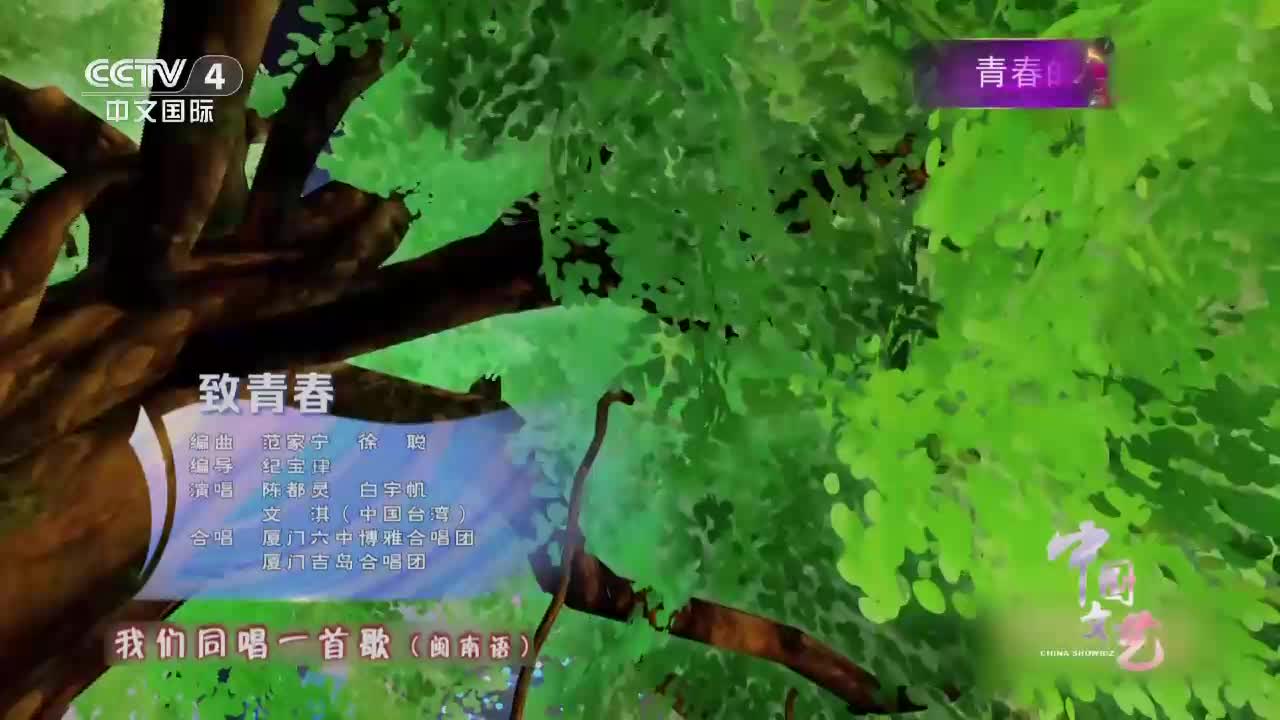 CCTV 4
中文国际
青春的
致青春
编曲 范家宁 徐 聪
编导 纪宝肂
演唱 陈都灵 白宇帆
文 淇（中国台湾）
合唱 厦门六中博雅合唱团
厦门吉岛合唱团
我们同唱一首歌（闽南语）
中国文艺
CHINA SHOWBIZ